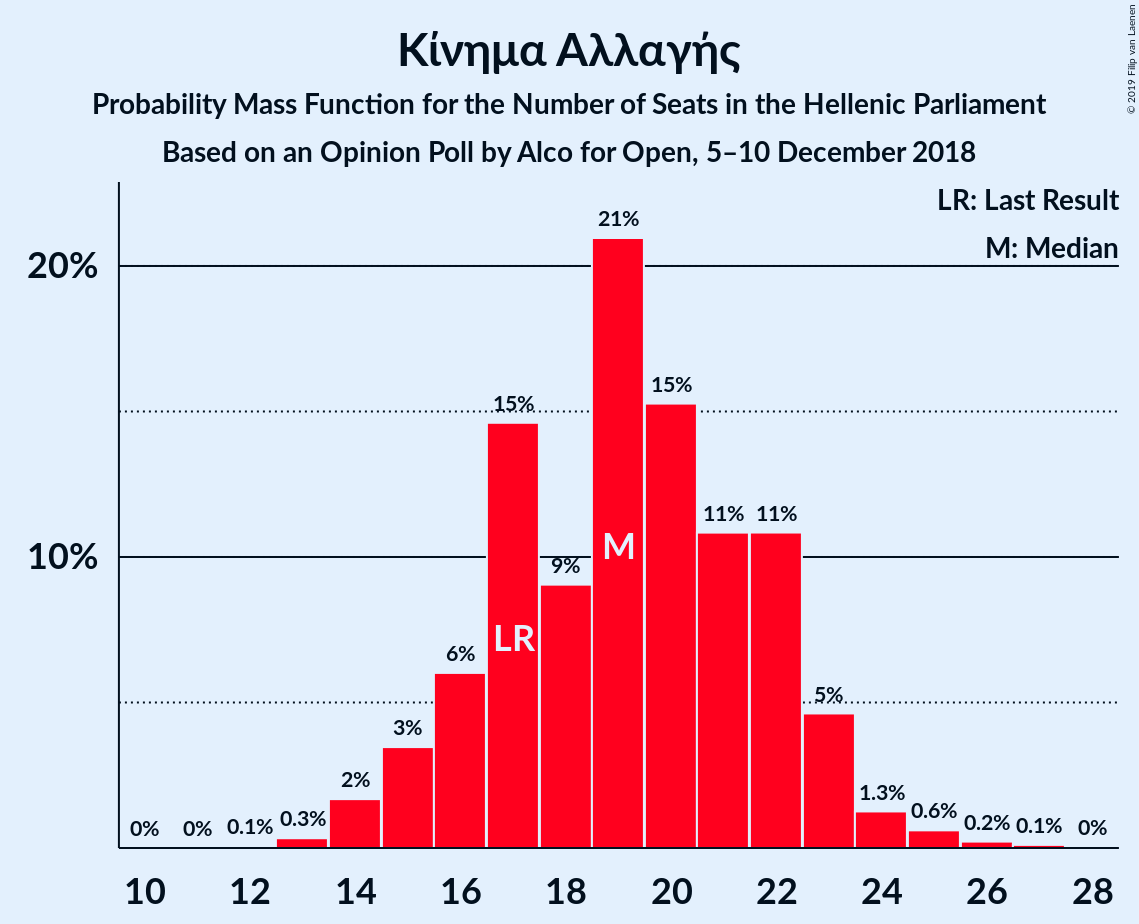 Κίνημα Αλλαγής
Probability Mass Function for the Number of Seats in the Hellenic Parliament
Based on an Opinion Poll by Alco for Open, 5–10 December 2018
© 2019 Filip van Laenen
LR: Last Result
M: Median
20%
10%
0%
0%
0.1%
0.3%
2%
3%
6%
15%
9%
21%
15%
11%
11%
5%
1.3%
0.6%
0.2%
0.1%
0%
LR
M
10 12 14 16 18 20 22 24 26 28